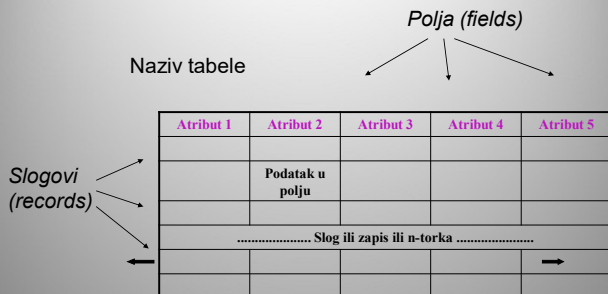 Polja (fields)
Naziv tabele
Atribut 1 Atribut 2 Atribut 3 Atribut 4 Atribut 5
Slogovi
(records)
Podatak u
polju
..................... Slog ili zapis ili n-torka .......................